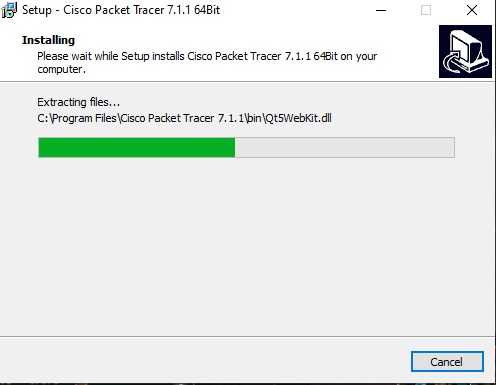 Setup - Cisco Packet Tracer 7.1.1 64Bit
Installing
Please wait while Setup installs Cisco Packet Tracer 7.1.1 64Bit on your
computer.
Extracting files...
C:\Program Files\Cisco Packet Tracer 7.1.1\bin\Qt5WebKit.dll
Cancel